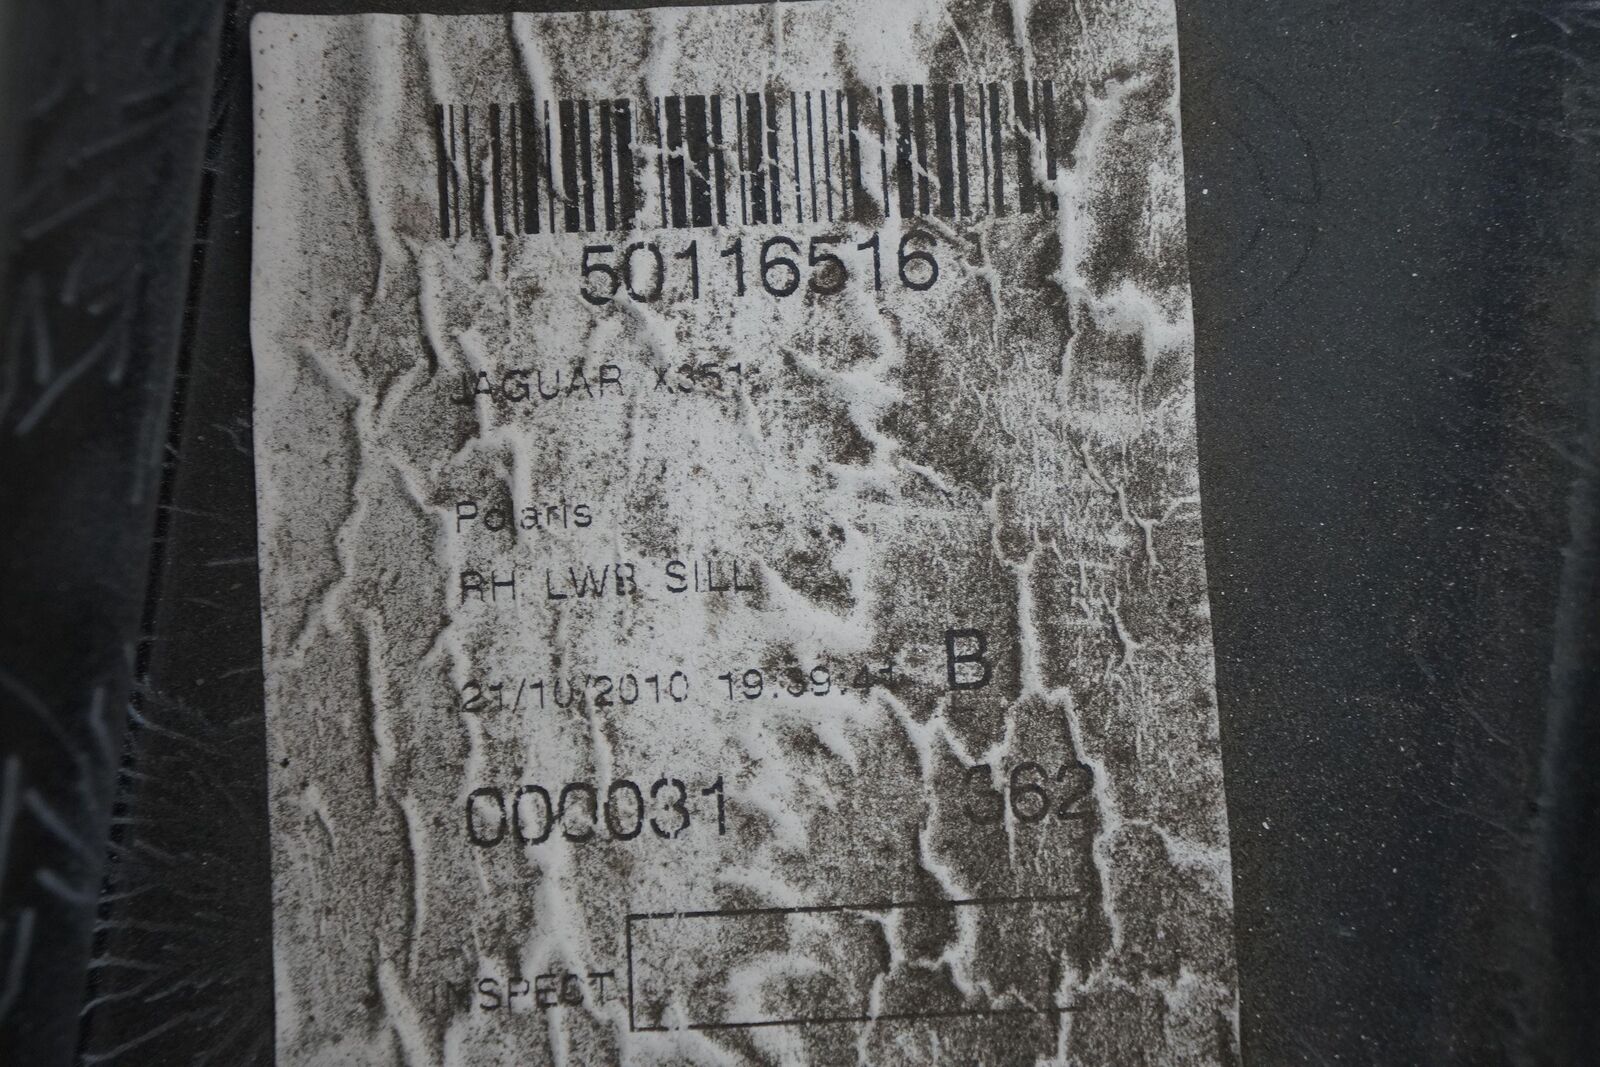 50116516
JAGUAR X351
Polaris
RH LWB SILL
21/10/2010 19:39:41 B
000031 362
INSPECT